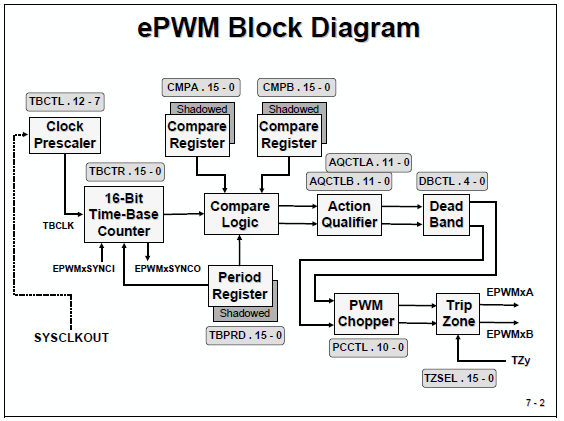 ePWM Block Diagram
CMPA . 15 - 0
CMPB . 15 - 0
TBCTL . 12 - 7
Shadowed
Shadowed
Clock
Prescaler
Compare
Register
Compare
Register
TBCTR . 15 - 0
AQCTLA . 11 - 0
AQCTLB . 11 - 0
DBCTL . 4 - 0
16-Bit
Time-Base
Counter
Compare
Logic
Action
Qualifier
Dead
Band
TBCLK
EPWMxSYNCI
EPWMxSYNCO
Period
Register
Shadowed
TBPRD . 15 - 0
PWM
Chopper
Trip
Zone
EPWMxA
EPWMxB
SYSCLKOUT
PCCTL . 10 - 0
TZy
TZSEL . 15 - 0
7 - 2